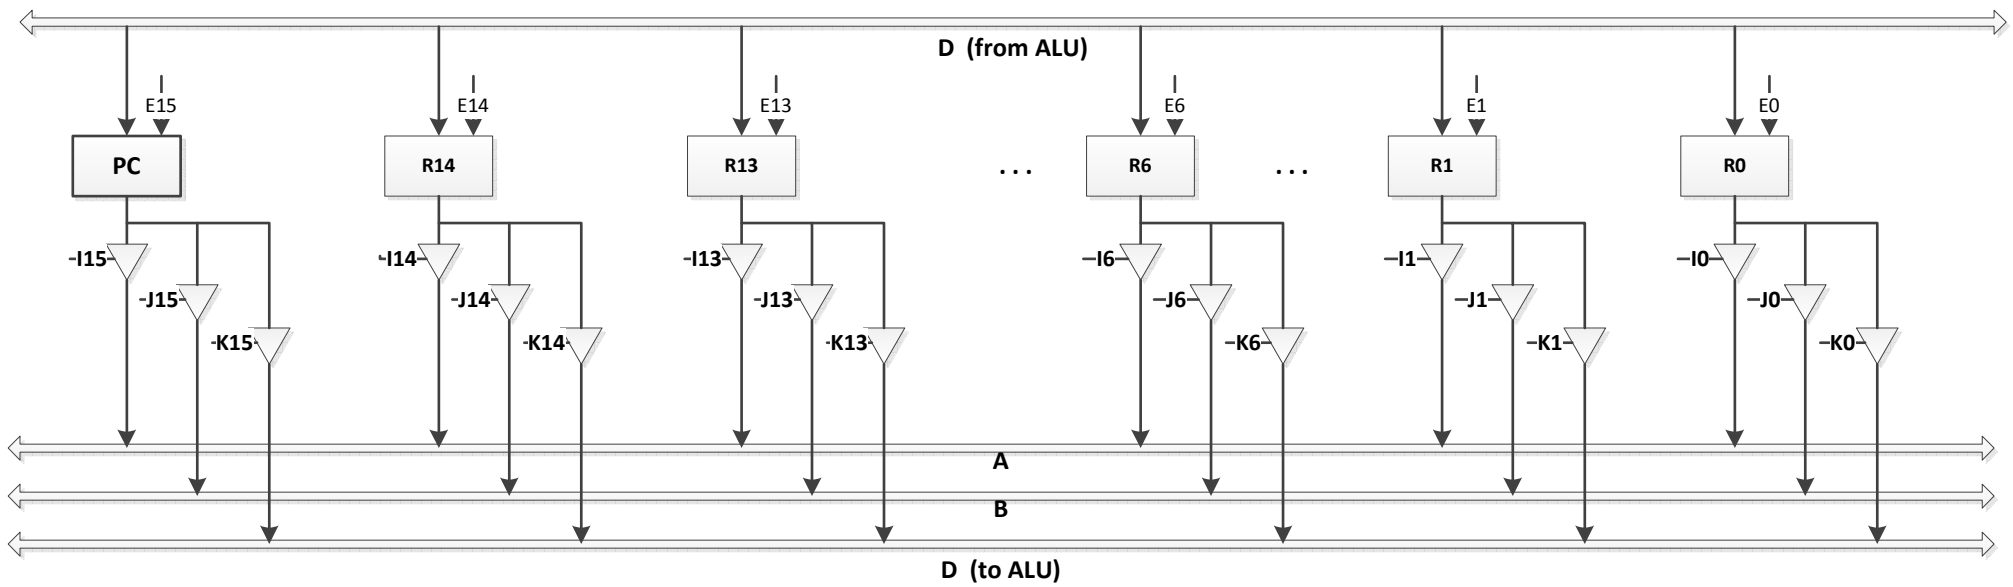 D (from ALU)
E15 E14 E13 E6 E1 E0
PC R14 R13 ... R6 ... R1 R0
I15 I14 I13 I6 I1 I0
J15 J14 J13 J6 J1 J0
K15 K14 K13 K6 K1 K0
A
B
D (to ALU)